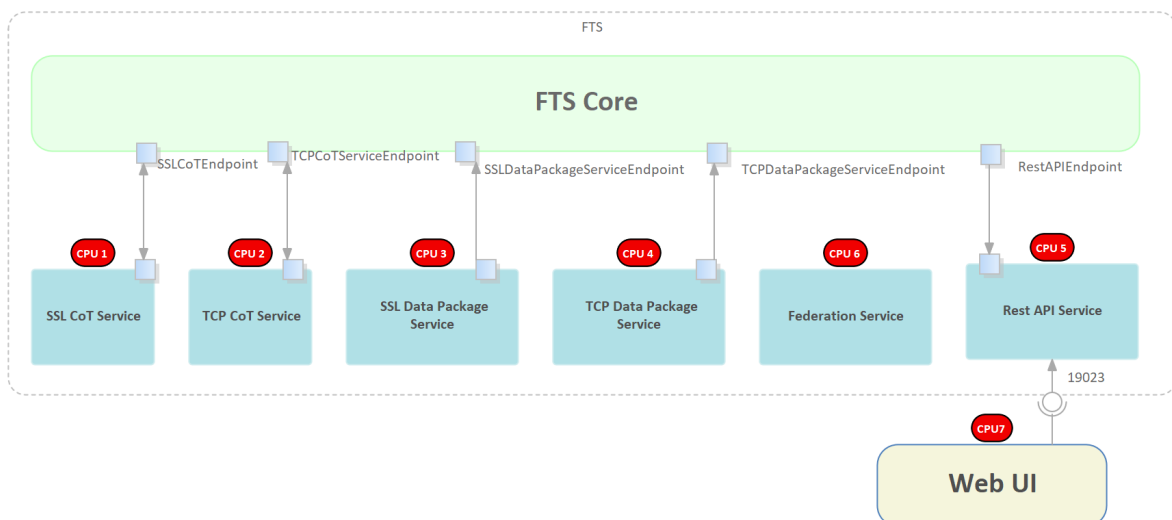 FTS
FTS Core
SSLCoTEndpoint
TCPCoTServiceEndpoint
SSLDataPackageServiceEndpoint
TCPDataPackageServiceEndpoint
RestAPIEndpoint
CPU 1
CPU 2
CPU 3
CPU 4
CPU 6
CPU 5
SSL CoT Service
TCP CoT Service
SSL Data Package
Service
TCP Data Package
Service
Federation Service
Rest API Service
19023
CPU7
Web UI